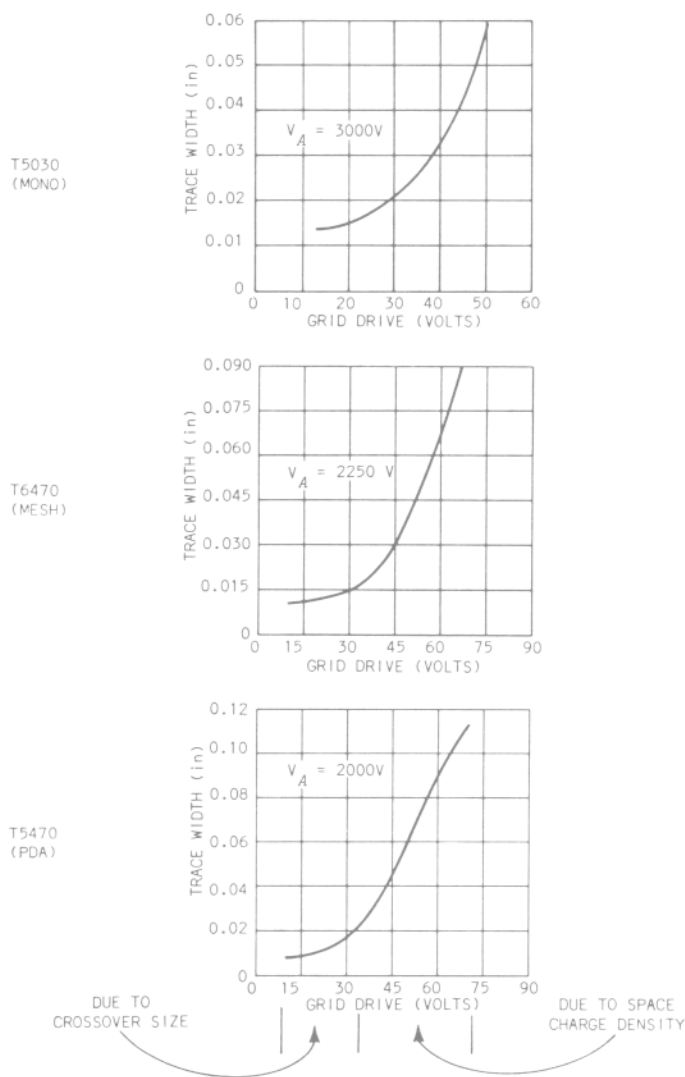 T5030
(MONO)
TRACE WIDTH (in)
0.06
0.05
0.04
0.03
0.02
0.01
0
V_A = 3000V
0 10 20 30 40 50 60
GRID DRIVE (VOLTS)
T6470
(MESH)
TRACE WIDTH (in)
0.090
0.075
0.060
0.045
0.030
0.015
0
V_A = 2250 V
0 15 30 45 60 75 90
GRID DRIVE (VOLTS)
T5470
(PDA)
TRACE WIDTH (in)
0.12
0.10
0.08
0.06
0.04
0.02
0
V_A = 2000V
0 15 30 45 60 75 90
GRID DRIVE (VOLTS)
DUE TO
CROSSOVER SIZE
DUE TO SPACE
CHARGE DENSITY